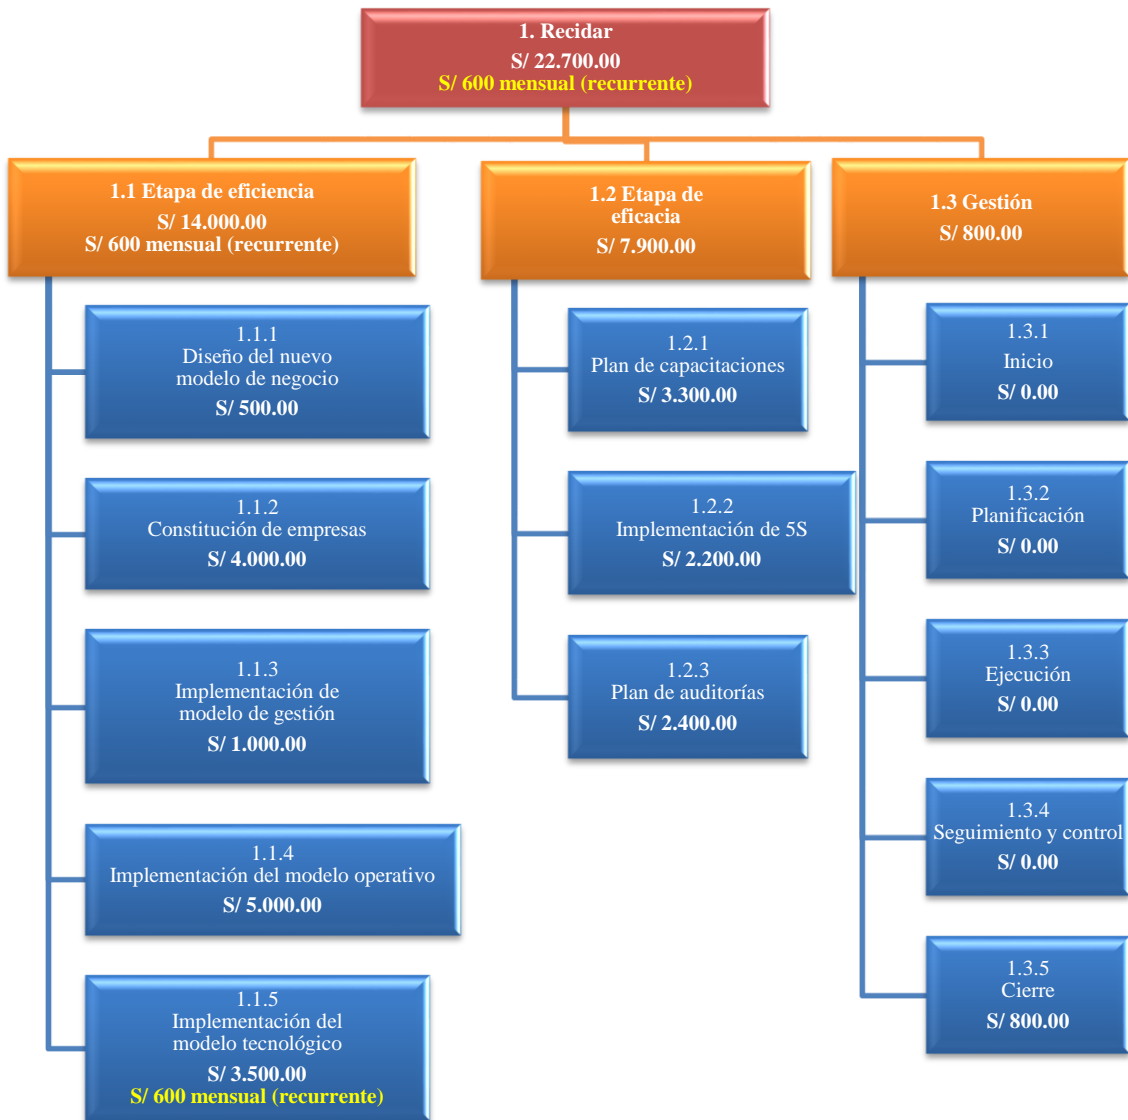 1. Recidar
S/ 22.700.00
S/ 600 mensual (recurrente)
1.1 Etapa de eficiencia
S/ 14.000.00
S/ 600 mensual (recurrente)
1.1.1
Diseño del nuevo
modelo de negocio
S/ 500.00
1.1.2
Constitución de empresas
S/ 4.000.00
1.1.3
Implementación de
modelo de gestión
S/ 1.000.00
1.1.4
Implementación del modelo operativo
S/ 5.000.00
1.1.5
Implementación del
modelo tecnológico
S/ 3.500.00
S/ 600 mensual (recurrente)
1.2 Etapa de
eficacia
S/ 7.900.00
1.2.1
Plan de capacitaciones
S/ 3.300.00
1.2.2
Implementación de 5S
S/ 2.200.00
1.2.3
Plan de auditorías
S/ 2.400.00
1.3 Gestión
S/ 800.00
1.3.1
Inicio
S/ 0.00
1.3.2
Planificación
S/ 0.00
1.3.3
Ejecución
S/ 0.00
1.3.4
Seguimiento y control
S/ 0.00
1.3.5
Cierre
S/ 800.00